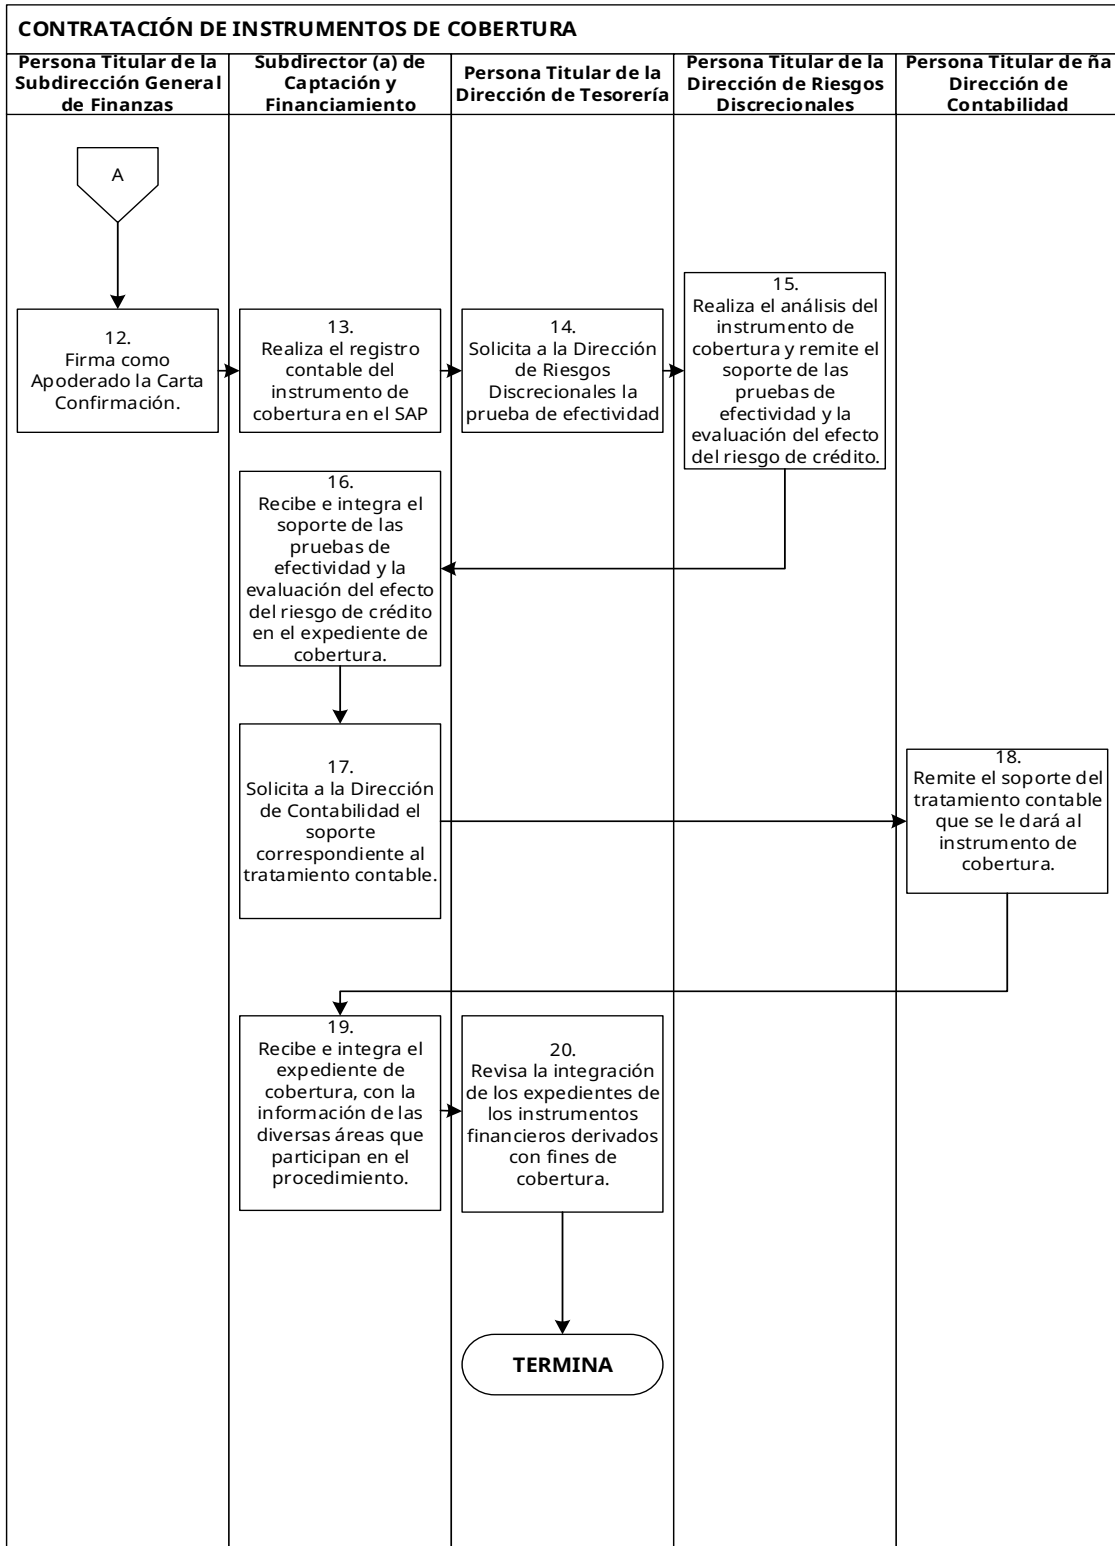 CONTRATACIÓN DE INSTRUMENTOS DE COBERTURA
Persona Titular de la
Subdirección General
de Finanzas
Subdirector (a) de
Captación y
Financiamiento
Persona Titular de la
Dirección de Tesorería
Persona Titular de la
Dirección de Riesgos
Discrecionales
Persona Titular de ña
Dirección de
Contabilidad
A
12.
Firma como
Apoderado la Carta
Confirmación.
13.
Realiza el registro
contable del
instrumento de
cobertura en el SAP
14.
Solicita a la Dirección
de Riesgos
Discrecionales la
prueba de efectividad
15.
Realiza el análisis del
instrumento de
cobertura y remite el
soporte de las
pruebas de
efectividad y la
evaluación del efecto
del riesgo de crédito.
16.
Recibe e integra el
soporte de las
pruebas de
efectividad y la
evaluación del efecto
del riesgo de crédito
en el expediente de
cobertura.
17.
Solicita a la Dirección
de Contabilidad el
soporte
correspondiente al
tratamiento contable.
18.
Remite el soporte del
tratamiento contable
que se le dará al
instrumento de
cobertura.
19.
Recibe e integra el
expediente de
cobertura, con la
información de las
diversas áreas que
participan en el
procedimiento.
20.
Revisa la integración
de los expedientes de
los instrumentos
financieros derivados
con fines de
cobertura.
TERMINA